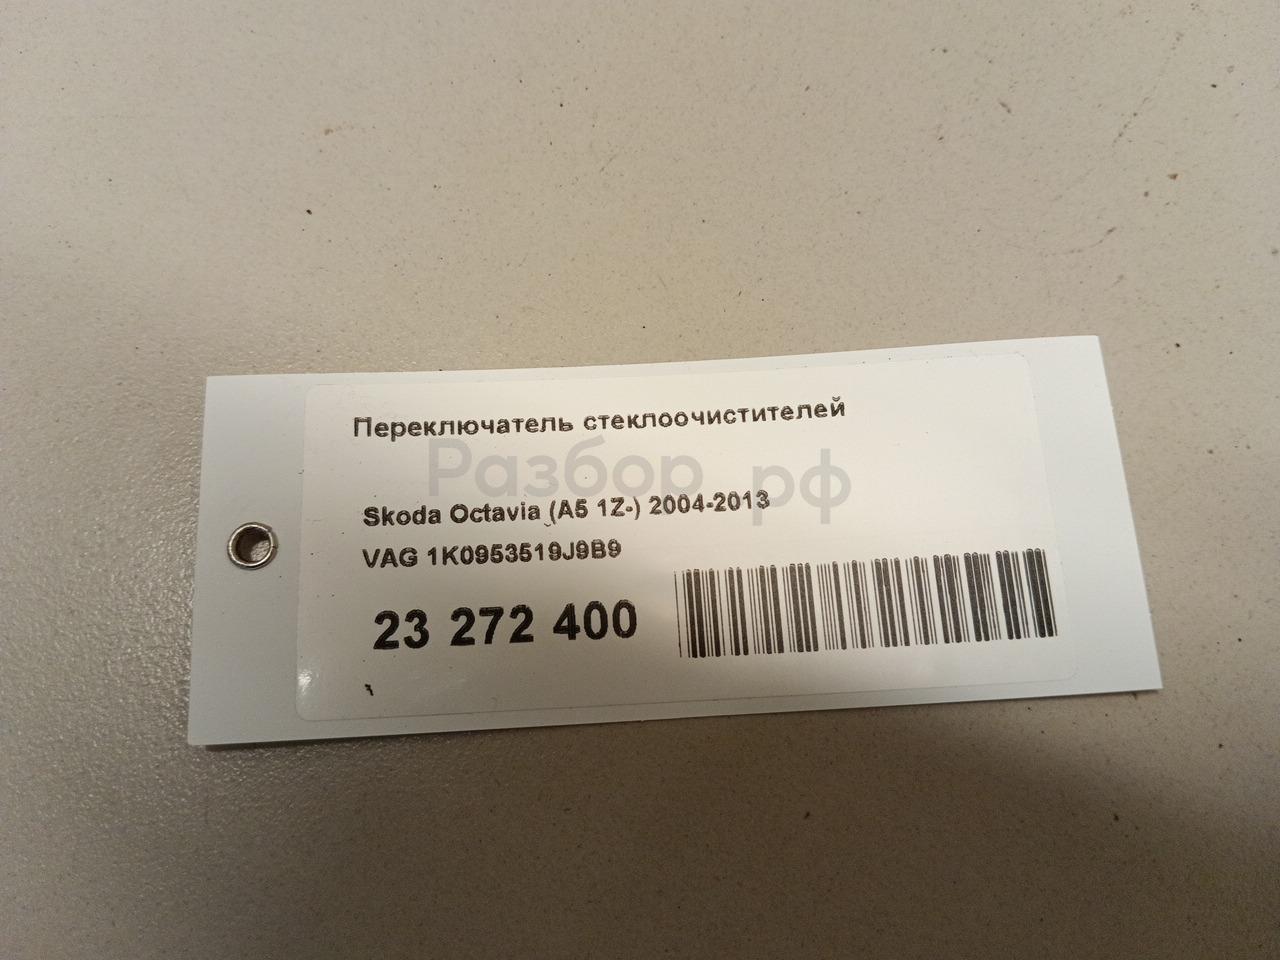 Переключатель стеклоочистителей
Разбор.рф
Skoda Octavia (A5 1Z-) 2004-2013
VAG 1K0953519J9B9
23 272 400